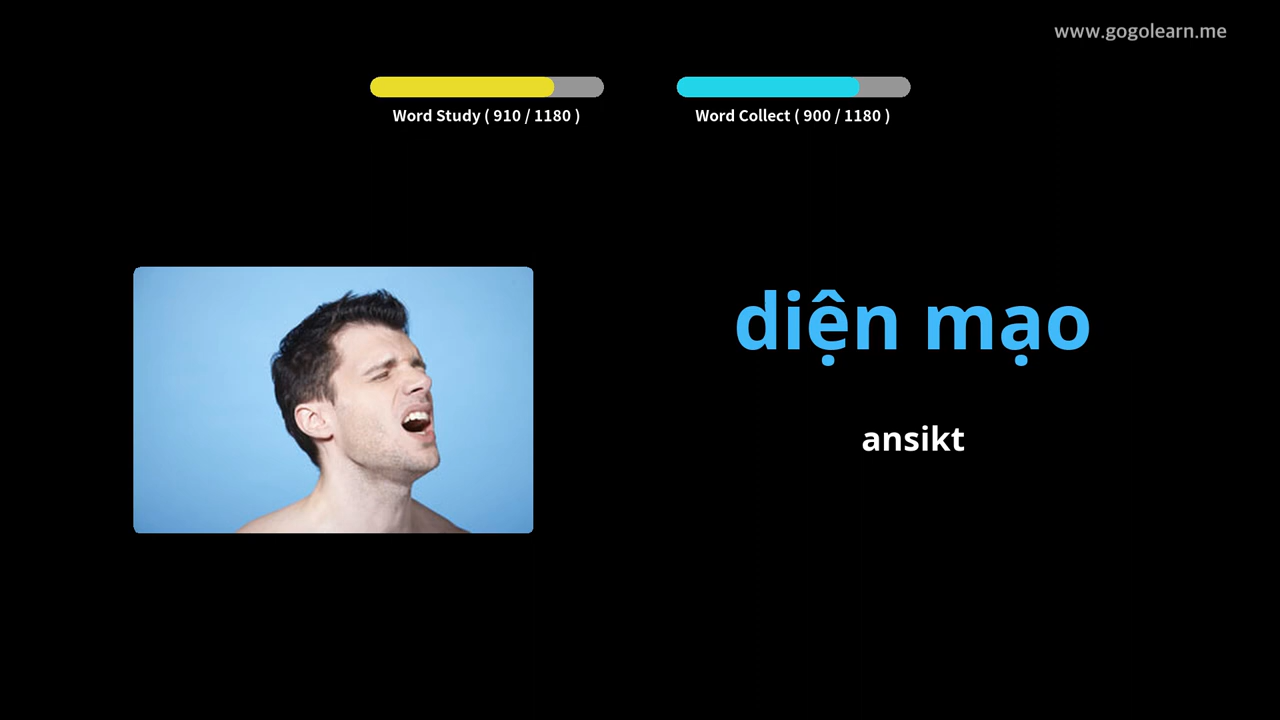 www.gogolearn.me
Word Study ( 910 / 1180 )
Word Collect ( 900 / 1180 )
diện mạo
ansikt